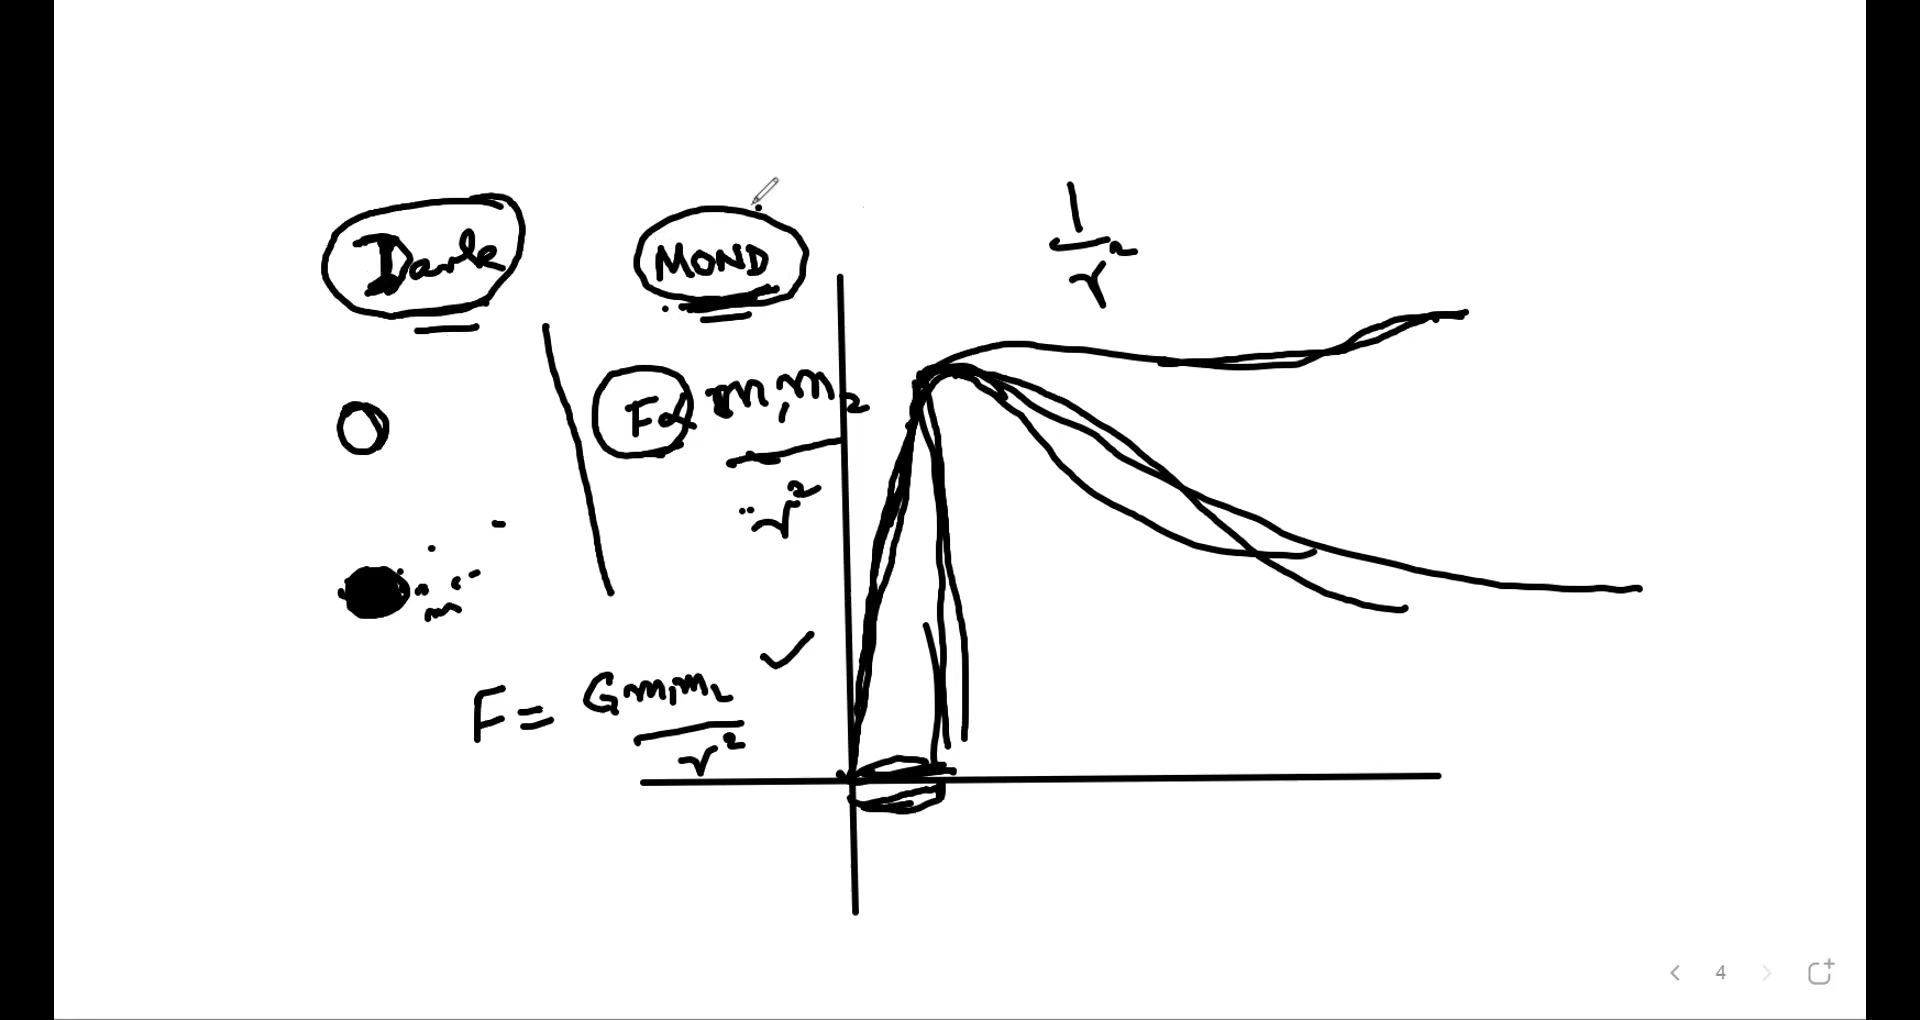 Dark
MOND
1
r²
F∝ m₁m₂
r²
F = Gm₁m₂
r²
4